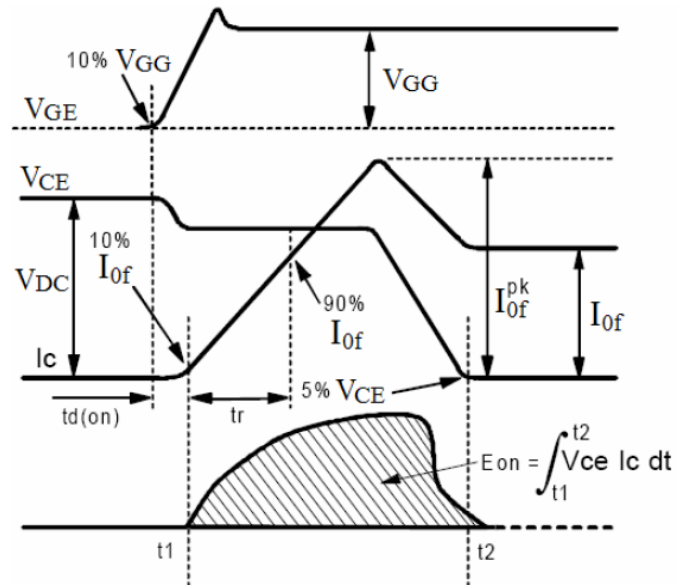 10% VGG
VGG
VGE
VCE
10%
I0f
VDC
90%
I0f
I0f^pk
I0f
Ic
td(on)
tr
5% VCE
Eon = ∫t1^t2 Vce Ic dt
t1
t2